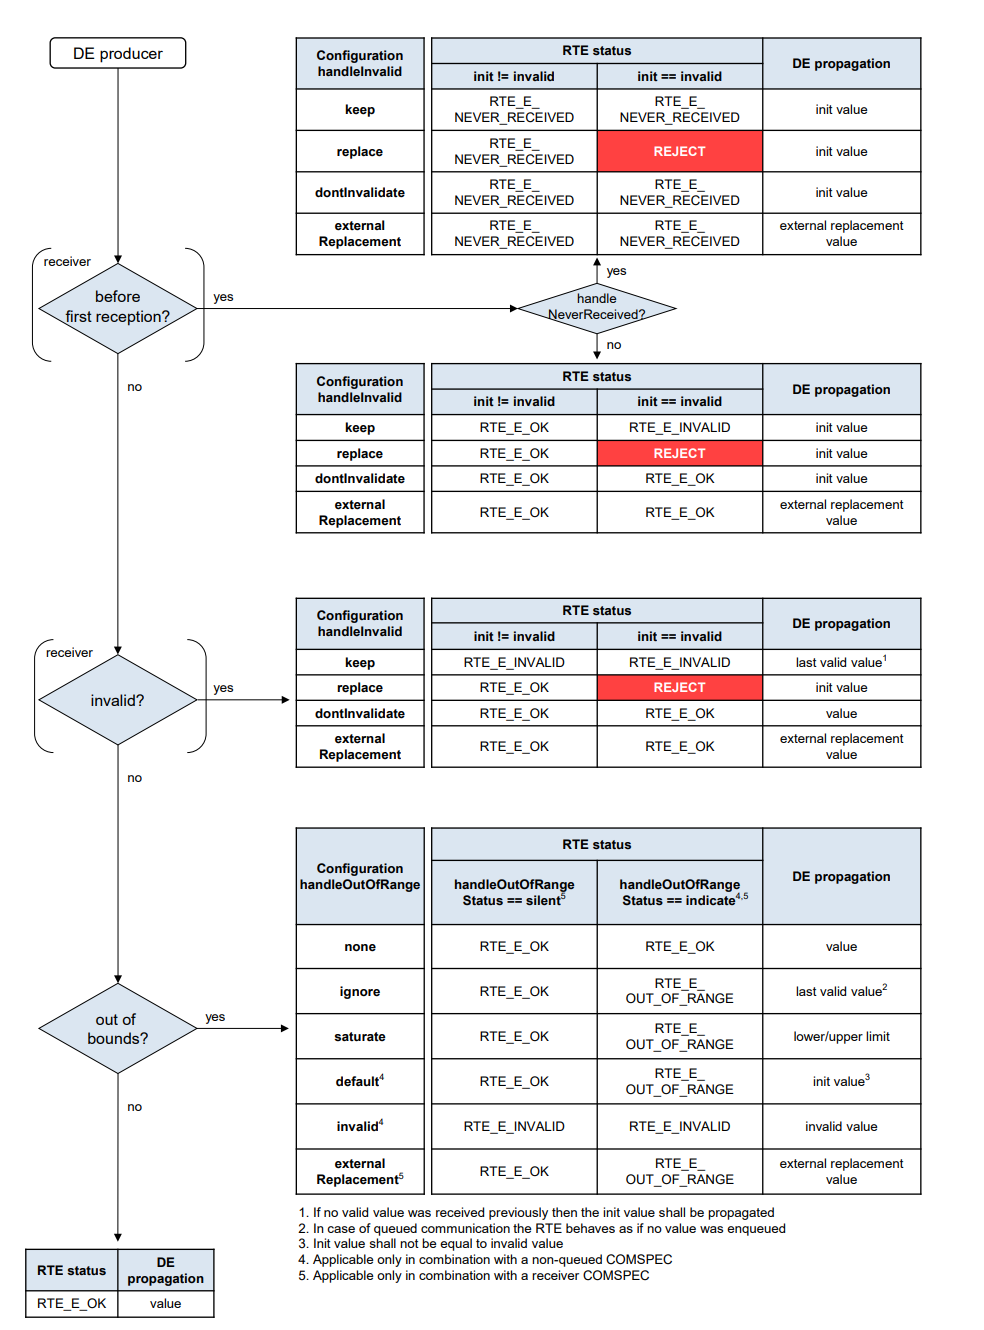 DE producer
Configuration
handleInvalid
RTE status
DE propagation
init != invalid
init == invalid
keep
RTE_E_
NEVER_RECEIVED
RTE_E_
NEVER_RECEIVED
init value
replace
RTE_E_
NEVER_RECEIVED
REJECT
init value
dontInvalidate
RTE_E_
NEVER_RECEIVED
RTE_E_
NEVER_RECEIVED
init value
external
Replacement
RTE_E_
NEVER_RECEIVED
RTE_E_
NEVER_RECEIVED
external replacement
value
receiver
before
first reception?
yes
handle
NeverReceived?
yes
no
no
Configuration
handleInvalid
RTE status
DE propagation
init != invalid
init == invalid
keep
RTE_E_OK
RTE_E_INVALID
init value
replace
RTE_E_OK
REJECT
init value
dontInvalidate
RTE_E_OK
RTE_E_OK
init value
external
Replacement
RTE_E_OK
RTE_E_OK
external replacement
value
Configuration
handleInvalid
RTE status
DE propagation
init != invalid
init == invalid
receiver
invalid?
yes
no
keep
RTE_E_INVALID
RTE_E_INVALID
last valid value1
replace
RTE_E_OK
REJECT
init value
dontInvalidate
RTE_E_OK
RTE_E_OK
value
external
Replacement
RTE_E_OK
RTE_E_OK
external replacement
value
Configuration
handleOutOfRange
RTE status
DE propagation
handleOutOfRange
Status == silent5
handleOutOfRange
Status == indicate4,5
none
RTE_E_OK
RTE_E_OK
value
ignore
RTE_E_OK
RTE_E_
OUT_OF_RANGE
last valid value2
out of
bounds?
yes
no
saturate
RTE_E_OK
RTE_E_
OUT_OF_RANGE
lower/upper limit
default4
RTE_E_OK
RTE_E_
OUT_OF_RANGE
init value3
invalid4
RTE_E_INVALID
RTE_E_INVALID
invalid value
external
Replacement5
RTE_E_OK
RTE_E_
OUT_OF_RANGE
external replacement
value
1. If no valid value was received previously then the init value shall be propagated
2. In case of queued communication the RTE behaves as if no value was enqueued
3. Init value shall not be equal to invalid value
4. Applicable only in combination with a non-queued COMSPEC
5. Applicable only in combination with a receiver COMSPEC
RTE status
DE
propagation
RTE_E_OK
value